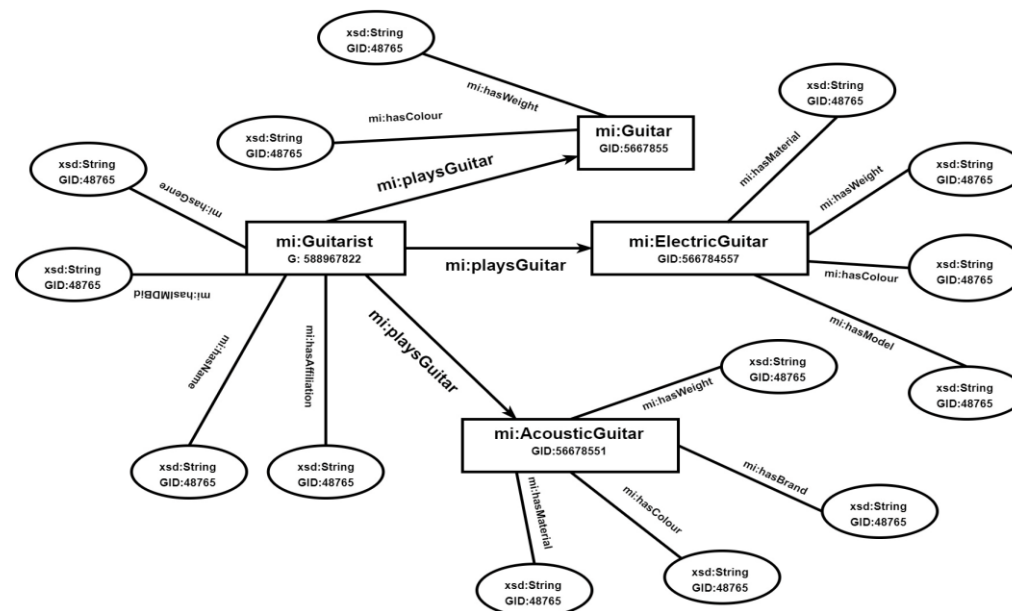 xsd:String
GID:48765
mi:hasWeight
xsd:String
GID:48765
mi:hasColour
mi:Guitar
GID:5667855
mi:playsGuitar
xsd:String
GID:48765
mi:hasMaterial
xsd:String
GID:48765
mi:hasGenre
xsd:String
GID:48765
mi:hasWeight
mi:Guitarist
G: 588967822
mi:playsGuitar
mi:ElectricGuitar
GID:566784557
xsd:String
GID:48765
mi:hasIMDBid
xsd:String
GID:48765
mi:hasColour
mi:hasModel
xsd:String
GID:48765
mi:hasName
mi:hasAffiliation
mi:playsGuitar
xsd:String
GID:48765
mi:hasWeight
mi:AcousticGuitar
GID:56678551
xsd:String
GID:48765
xsd:String
GID:48765
mi:hasBrand
xsd:String
GID:48765
mi:hasMaterial
mi:hasColour
xsd:String
GID:48765
xsd:String
GID:48765